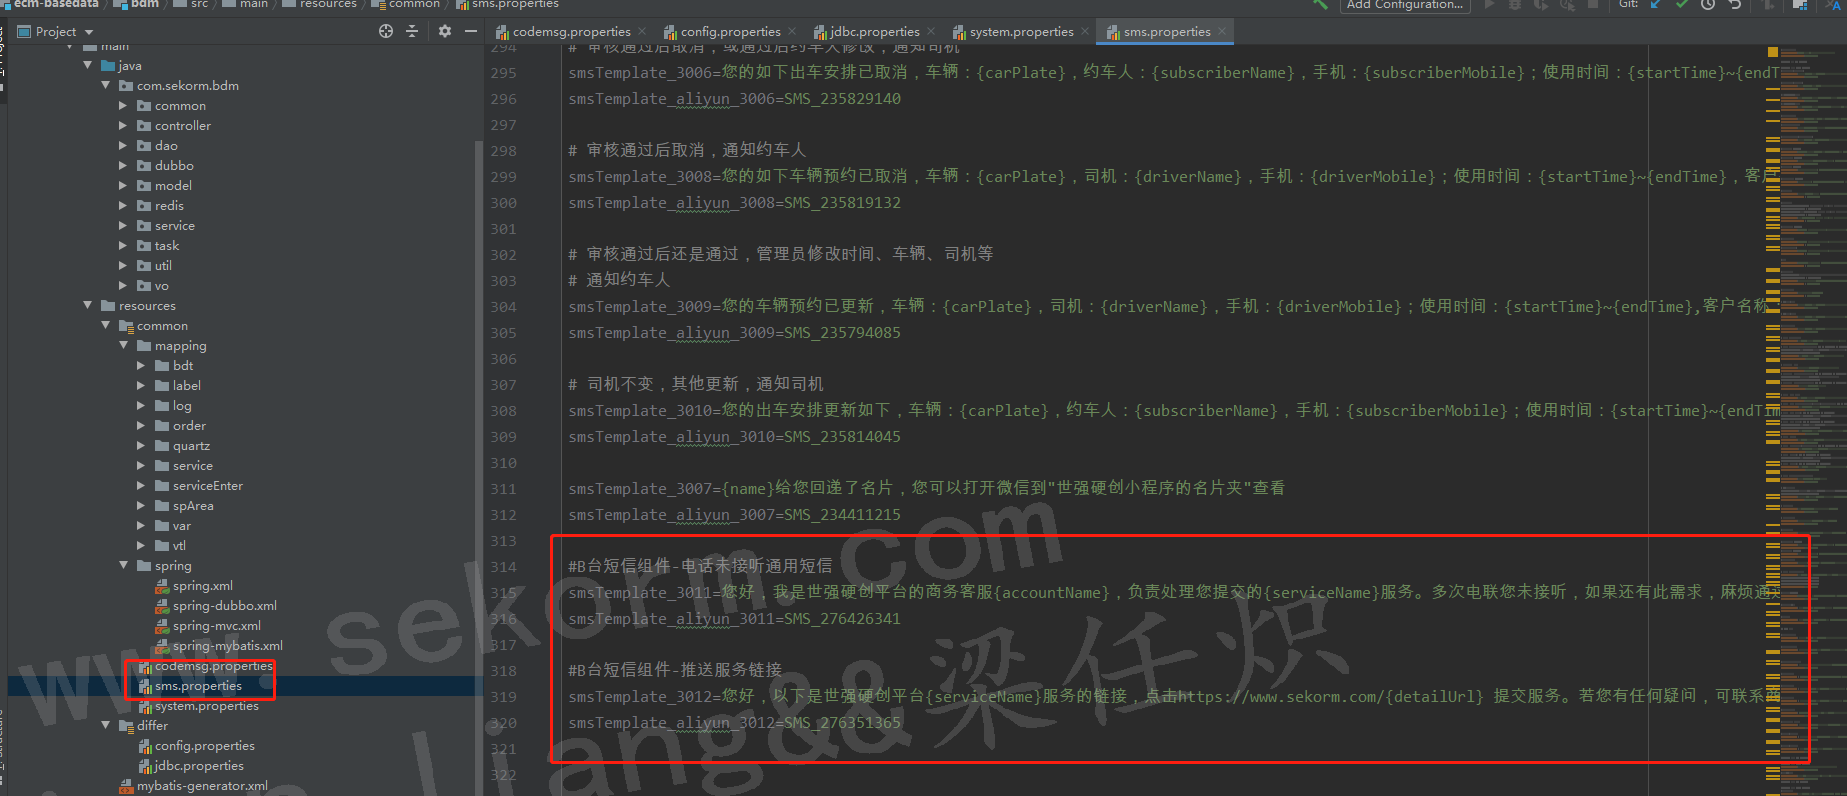 ecm-basedata bdm src main resources common sms.properties
Add Configuration...
Git:
Project
codemsg.properties
config.properties
jdbc.properties
system.properties
sms.properties
main
java
com.sekorm.bdm
common
controller
dao
dubbo
model
redis
service
task
util
vo
resources
common
mapping
bdt
label
log
order
quartz
service
serviceEnter
spArea
var
vtl
spring
spring.xml
spring-dubbo.xml
spring-mvc.xml
spring-mybatis.xml
codemsg.properties
sms.properties
system.properties
differ
config.properties
jdbc.properties
mybatis-generator.xml
294 # 审核通过后取消，或通过后约车人修改，通知司机
295 smsTemplate_3006=您的如下出车安排已取消，车辆：{carPlate}，约车人：{subscriberName}，手机：{subscriberMobile}；使用时间：{startTime}~{endT
296 smsTemplate_aliyun_3006=SMS_235829140
297
298 # 审核通过后取消，通知约车人
299 smsTemplate_3008=您的如下车辆预约已取消，车辆：{carPlate}，司机：{driverName}，手机：{driverMobile}；使用时间：{startTime}~{endTime}，客户
300 smsTemplate_aliyun_3008=SMS_235819132
301
302 # 审核通过后还是通过，管理员修改时间、车辆、司机等
303 # 通知约车人
304 smsTemplate_3009=您的车辆预约已更新，车辆：{carPlate}，司机：{driverName}，手机：{driverMobile}；使用时间：{startTime}~{endTime},客户名称
305 smsTemplate_aliyun_3009=SMS_235794085
306
307 # 司机不变，其他更新，通知司机
308 smsTemplate_3010=您的出车安排更新如下，车辆：{carPlate}，约车人：{subscriberName}，手机：{subscriberMobile}；使用时间：{startTime}~{endTim
309 smsTemplate_aliyun_3010=SMS_235814045
310
311 smsTemplate_3007={name}给您回递了名片，您可以打开微信到"世强硬创小程序的名片夹"查看
312 smsTemplate_aliyun_3007=SMS_234411215
313
314 #B台短信组件-电话未接听通用短信
315 smsTemplate_3011=您好，我是世强硬创平台的商务客服{accountName}，负责处理您提交的{serviceName}服务。多次电联您未接听，如果还有此需求，麻烦通过
316 smsTemplate_aliyun_3011=SMS_276426341
317
318 #B台短信组件-推送服务链接
319 smsTemplate_3012=您好，以下是世强硬创平台{serviceName}服务的链接，点击https://www.sekorm.com/{detailUrl} 提交服务。若您有任何疑问，可联系商
320 smsTemplate_aliyun_3012=SMS_276351365
321
322
www.sekorm.com
liang&&梁任炽